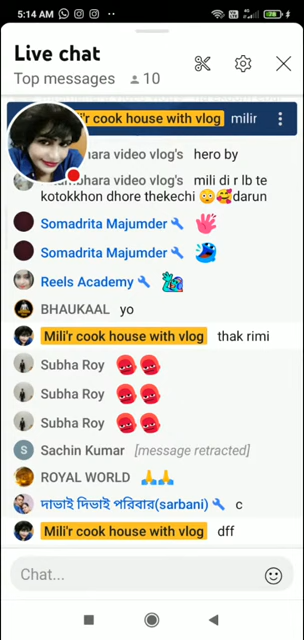 5:14 AM
Live chat
Top messages 10
r cook house with vlog milir
hara video vlog's hero by
mbhara video vlog's mili di r lb te
kotokkhon dhore thekechi darun
Somadrita Majumder
Somadrita Majumder
Reels Academy
BHAUKAAL yo
Mili'r cook house with vlog thak rimi
Subha Roy
Subha Roy
Subha Roy
S Sachin Kumar [message retracted]
ROYAL WORLD
দাভাই দিভাই পরিবার(sarbani) c
Mili'r cook house with vlog dff
Chat...